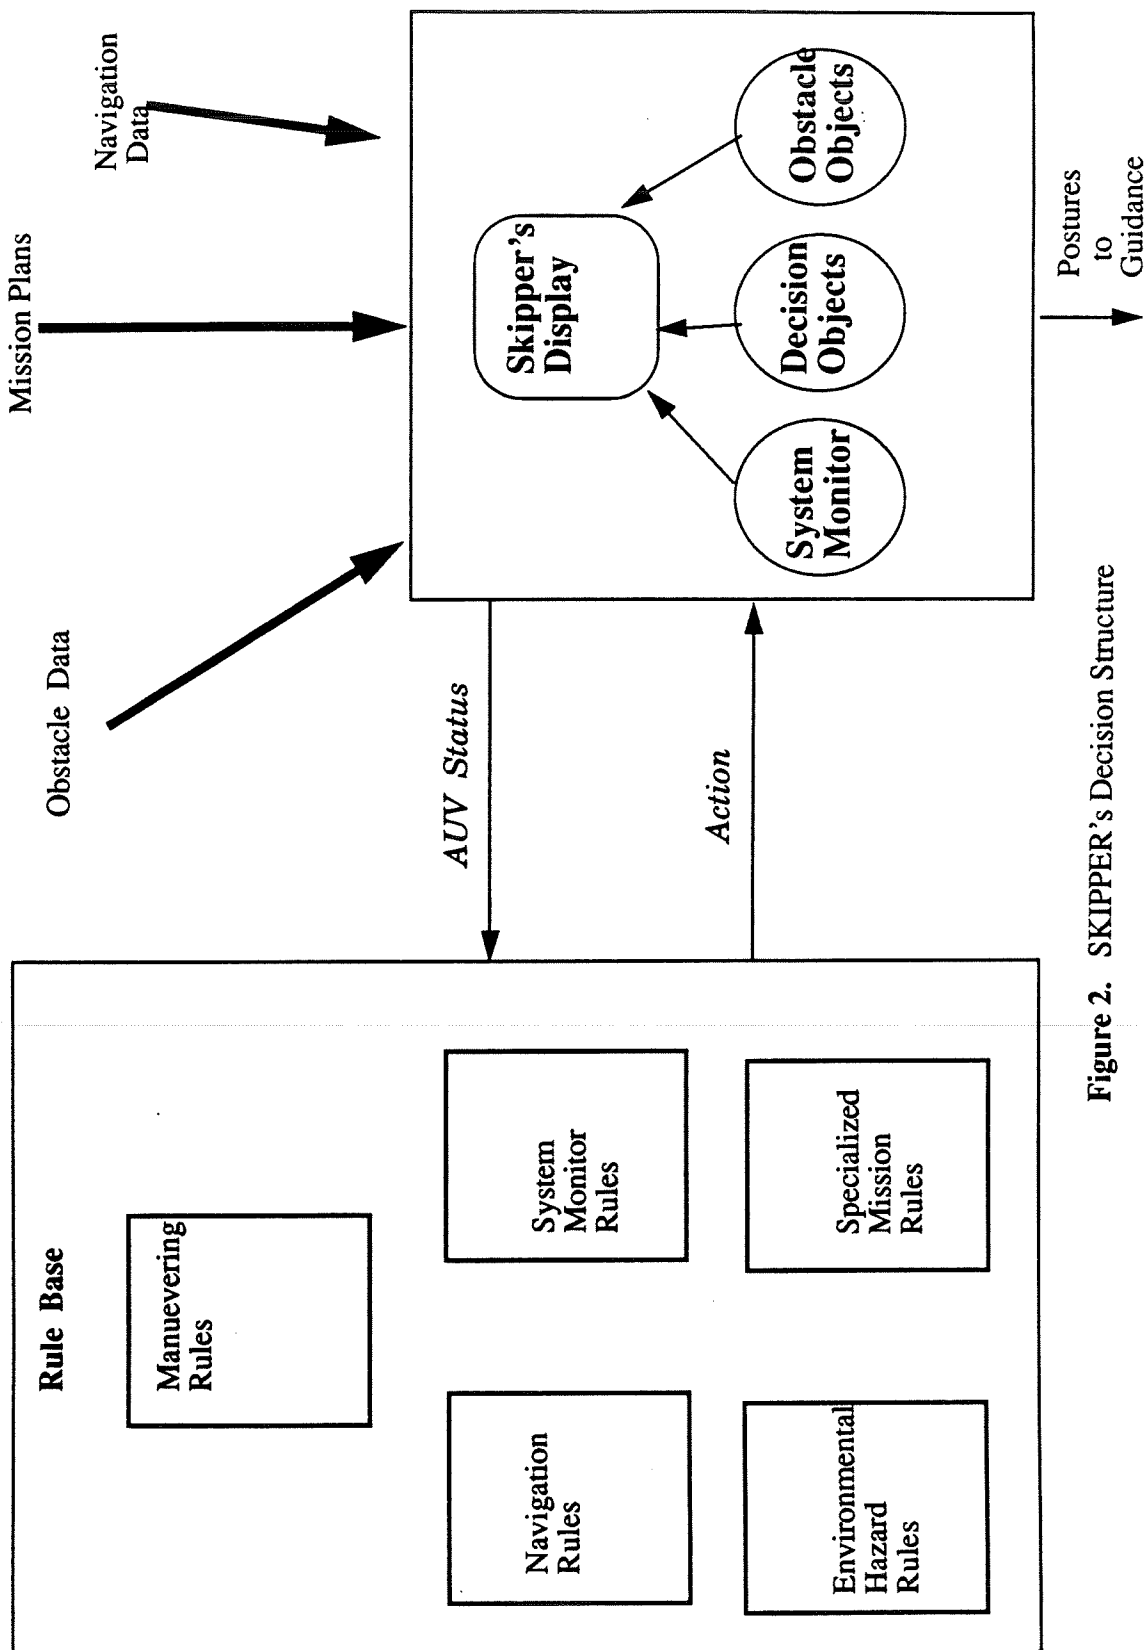 Rule Base
Manuevering
Rules
Navigation
Rules
System
Monitor
Rules
Environmental
Hazard
Rules
Specialized
Mission
Rules
AUV Status
Action
Obstacle Data
Mission Plans
Navigation
Data
Skipper's
Display
System
Monitor
Decision
Objects
Obstacle
Objects
Postures
to
Guidance
Figure 2. SKIPPER's Decision Structure